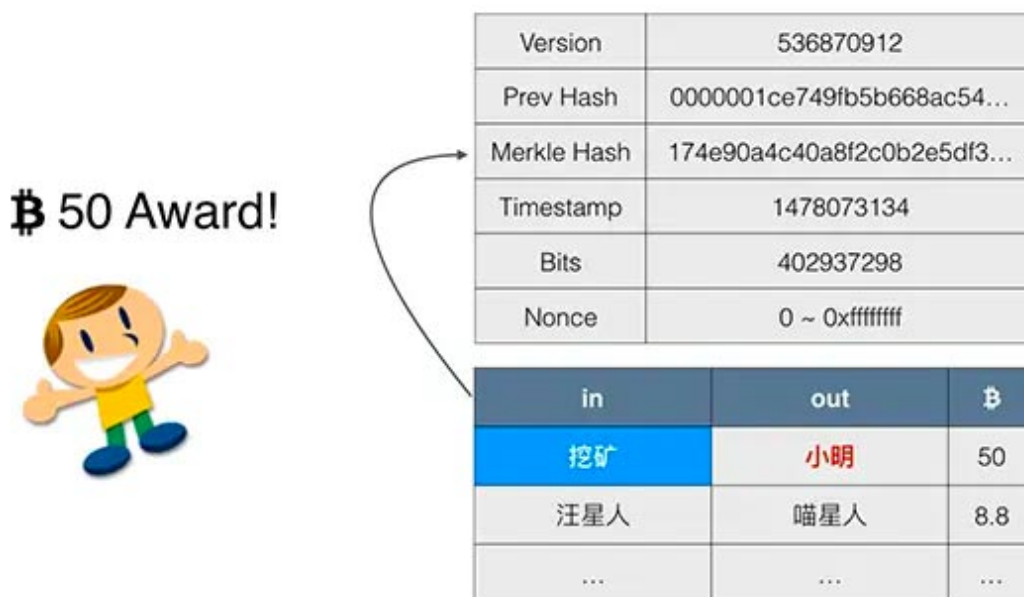 ₿ 50 Award!
Version 536870912
Prev Hash 0000001ce749fb5b668ac54...
Merkle Hash 174e90a4c40a8f2c0b2e5df3...
Timestamp 1478073134
Bits 402937298
Nonce 0 ~ 0xffffffff
in out ₿
挖矿 小明 50
汪星人 喵星人 8.8
... ... ...